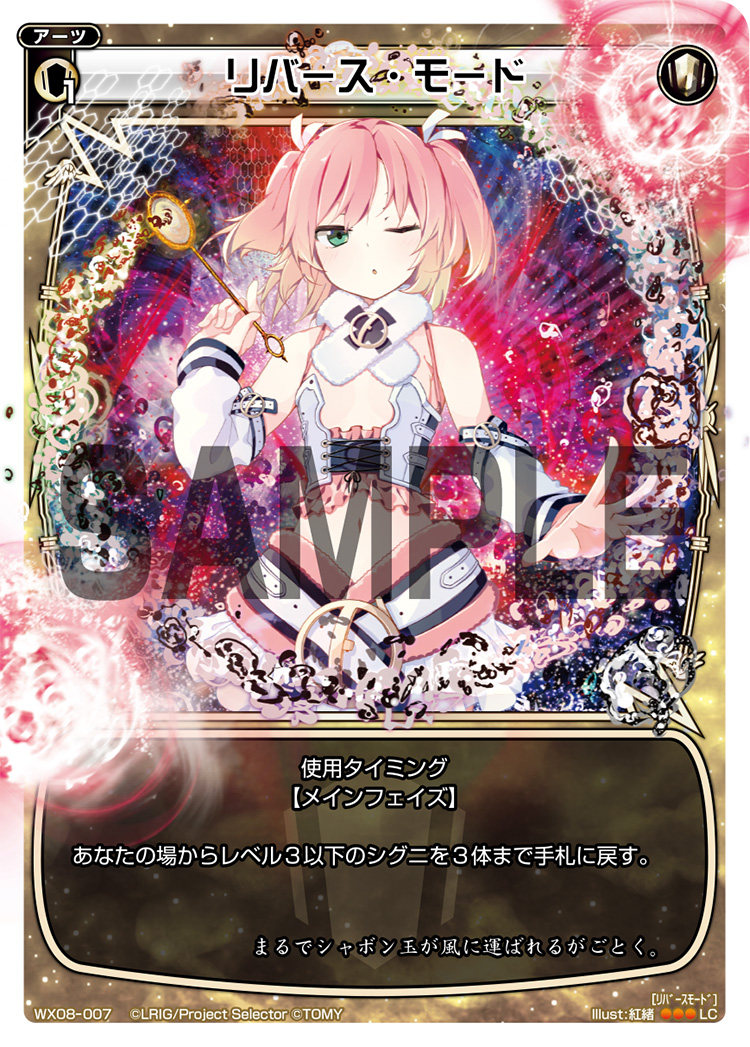 アーツ
1
リバース・モード
SAMPLE
使用タイミング
【メインフェイズ】
あなたの場からレベル3以下のシグニを3体まで手札に戻す。
まるでシャボン玉が風に運ばれるがごとく。
[ﾘﾊﾞｰｽﾓｰﾄﾞ]
WX08-007 ©LRIG/Project Selector ©TOMY Illust:紅緒 LC